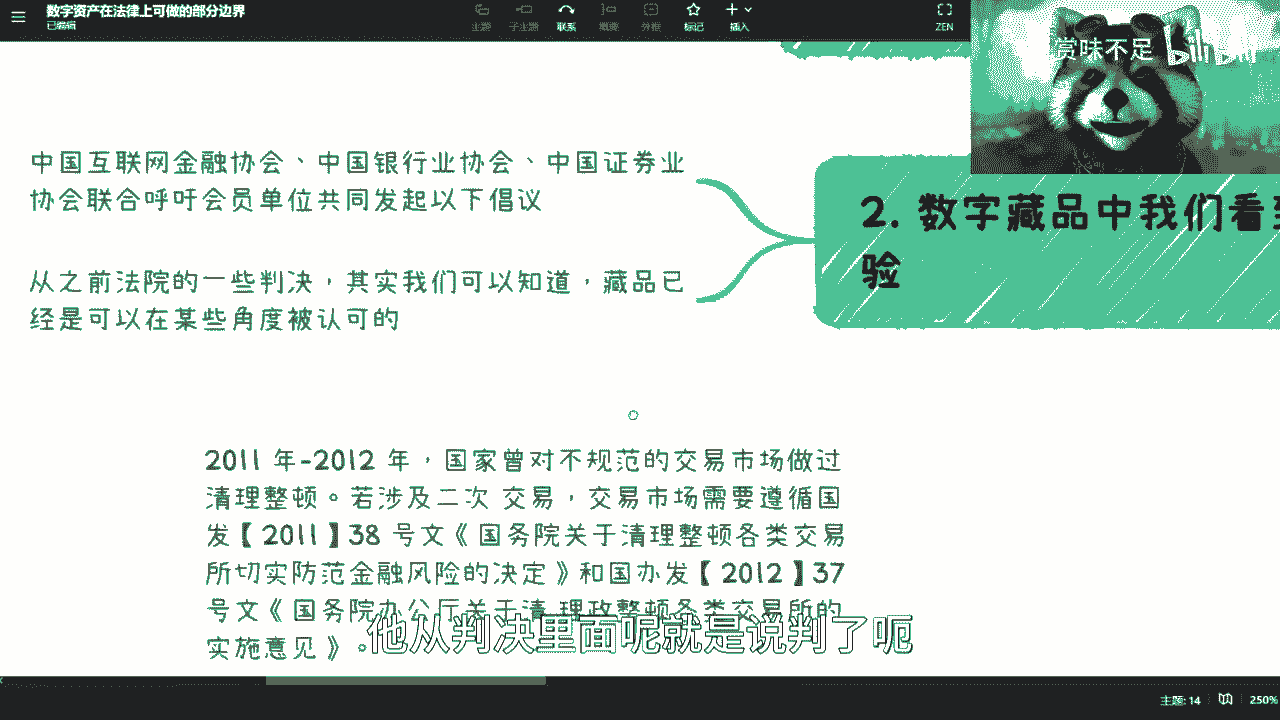 数字资产在法律上可做的部分边界
已编辑
主题
子主题
联系
概要
外框
标记
插入
ZEN
赏味不足
bilibili
中国互联网金融协会、中国银行业协会、中国证券业
协会联合呼吁会员单位共同发起以下倡议
2. 数字藏品中我们看到
验
从之前法院的一些判决，其实我们可以知道，藏品已
经是可以在某些角度被认可的
2011 年-2012 年，国家曾对不规范的交易市场做过
清理整顿。若涉及二次 交易，交易市场需要遵循国
发【2011】38 号文《国务院关于清理整顿各类交易
所切实防范金融风险的决定》和国办发【2012】37
号文《国务院办公厅关于清 理政整顿各类交易所的
实施意见》。
他从判决里面呢就是说判了呃
主题: 14
250%